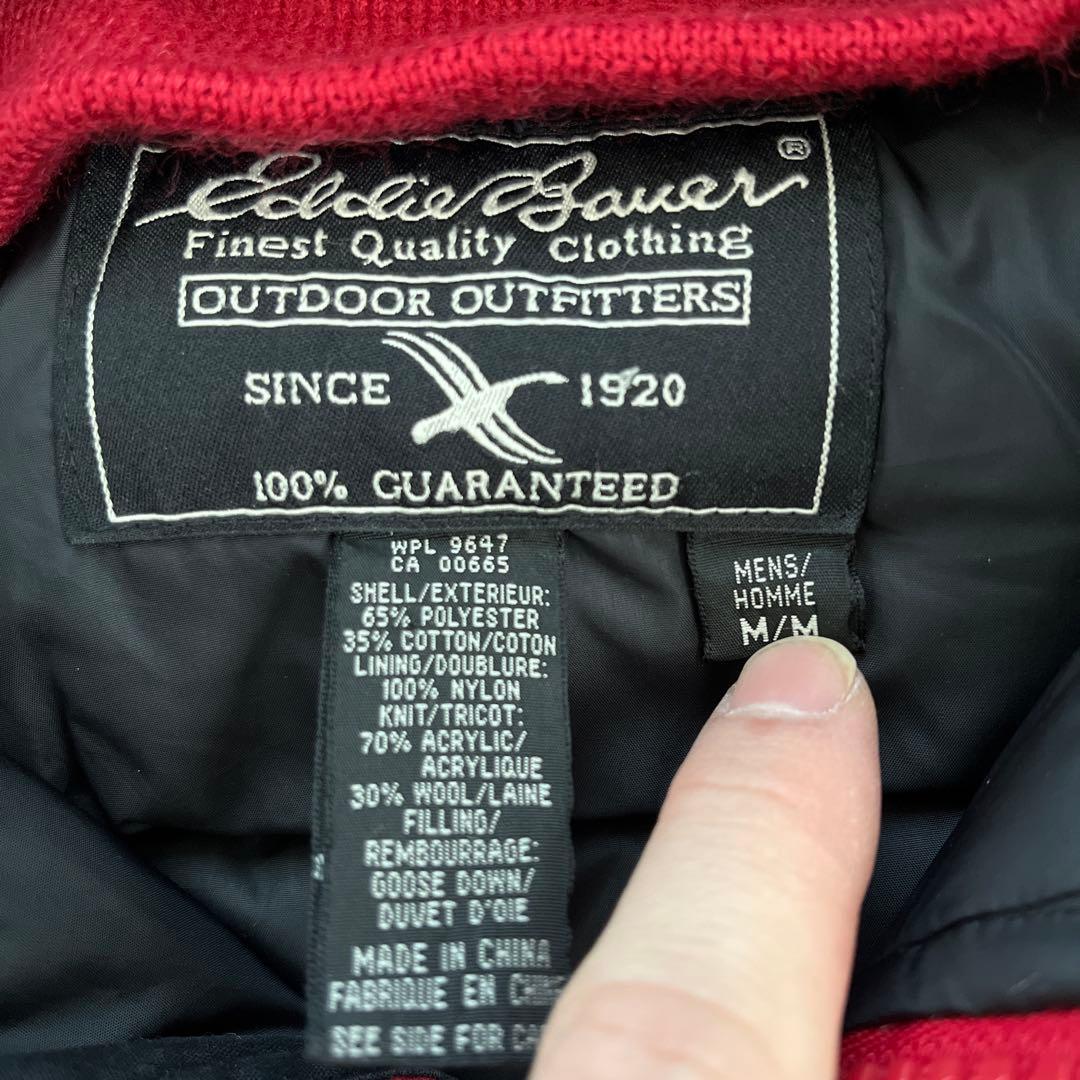 Eddie Bauer ®
Finest Quality Clothing
OUTDOOR OUTFITTERS
SINCE 1920
100% GUARANTEED
WPL 9647
CA 00665
SHELL/EXTERIEUR:
65% POLYESTER
35% COTTON/COTON
LINING/DOUBLURE:
100% NYLON
KNIT/TRICOT:
70% ACRYLIC/
ACRYLIQUE
30% WOOL/LAINE
FILLING/
REMBOURRAGE:
GOOSE DOWN/
DUVET D'OIE
MADE IN CHINA
FABRIQUE EN
SEE SIDE FOR
MENS/
HOMME
M/M